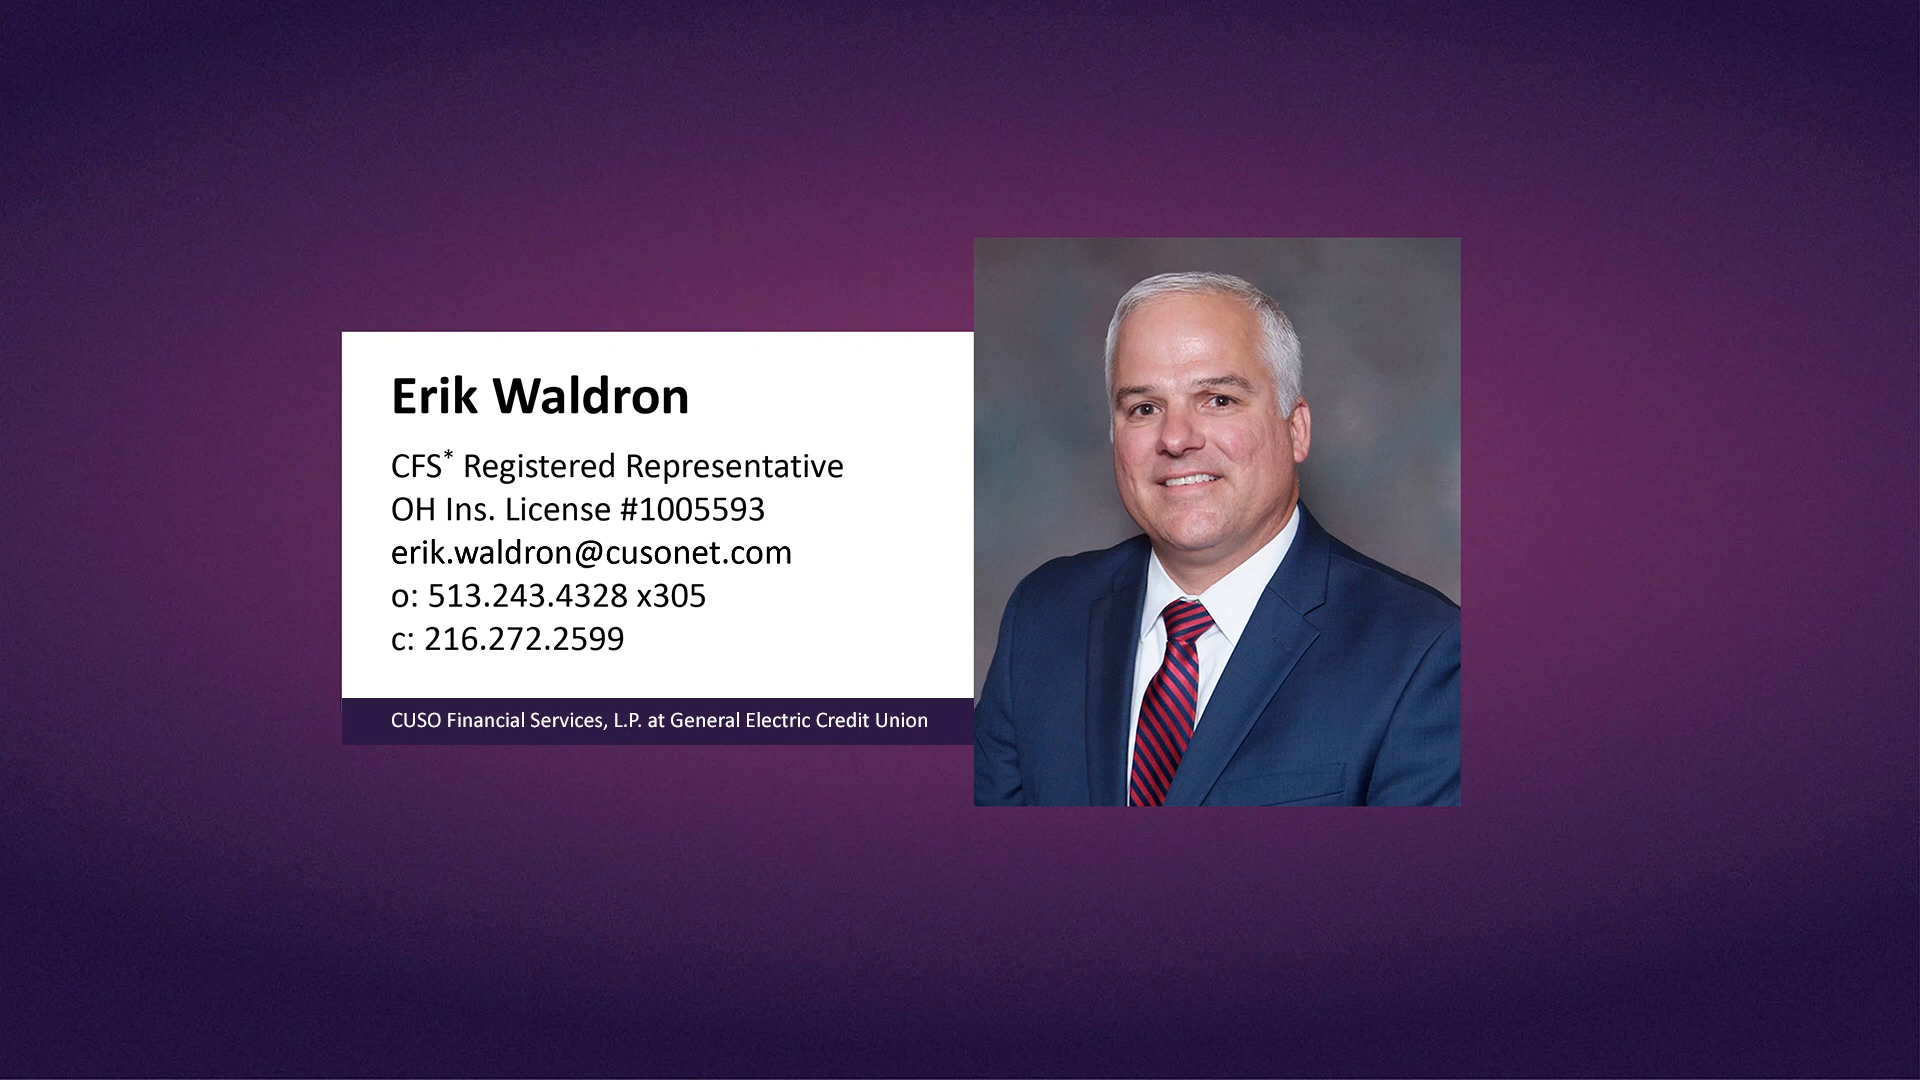 Erik Waldron
CFS* Registered Representative
OH Ins. License #1005593
erik.waldron@cusonet.com
o: 513.243.4328 x305
c: 216.272.2599
CUSO Financial Services, L.P. at General Electric Credit Union